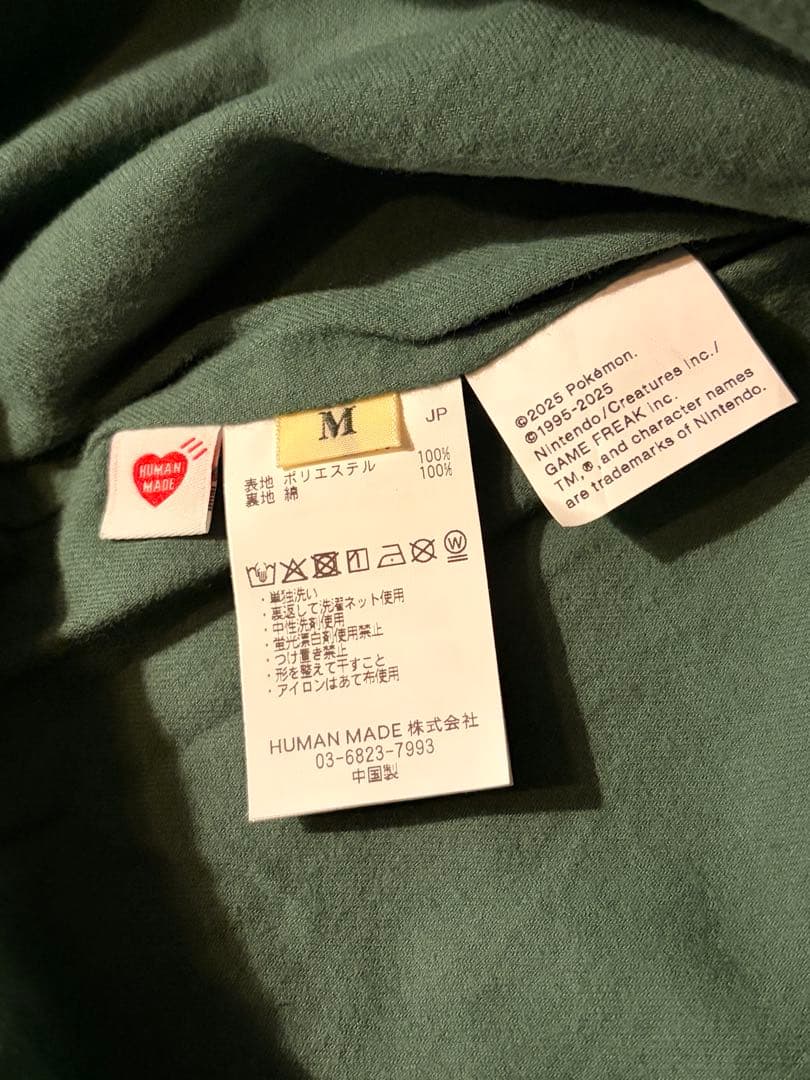 HUMAN
MADE
M
JP
表地 ポリエステル 100%
裏地 綿 100%
・単独洗い
・裏返して洗濯ネット使用
・中性洗剤使用
・蛍光漂白剤使用禁止
・つけ置き禁止
・形を整えて干すこと
・アイロンはあて布使用
HUMAN MADE 株式会社
03-6823-7993
中国製
©2025 Pokémon.
©1995-2025
Nintendo/Creatures Inc./
GAME FREAK inc.
TM, ®, and character names
are trademarks of Nintendo.